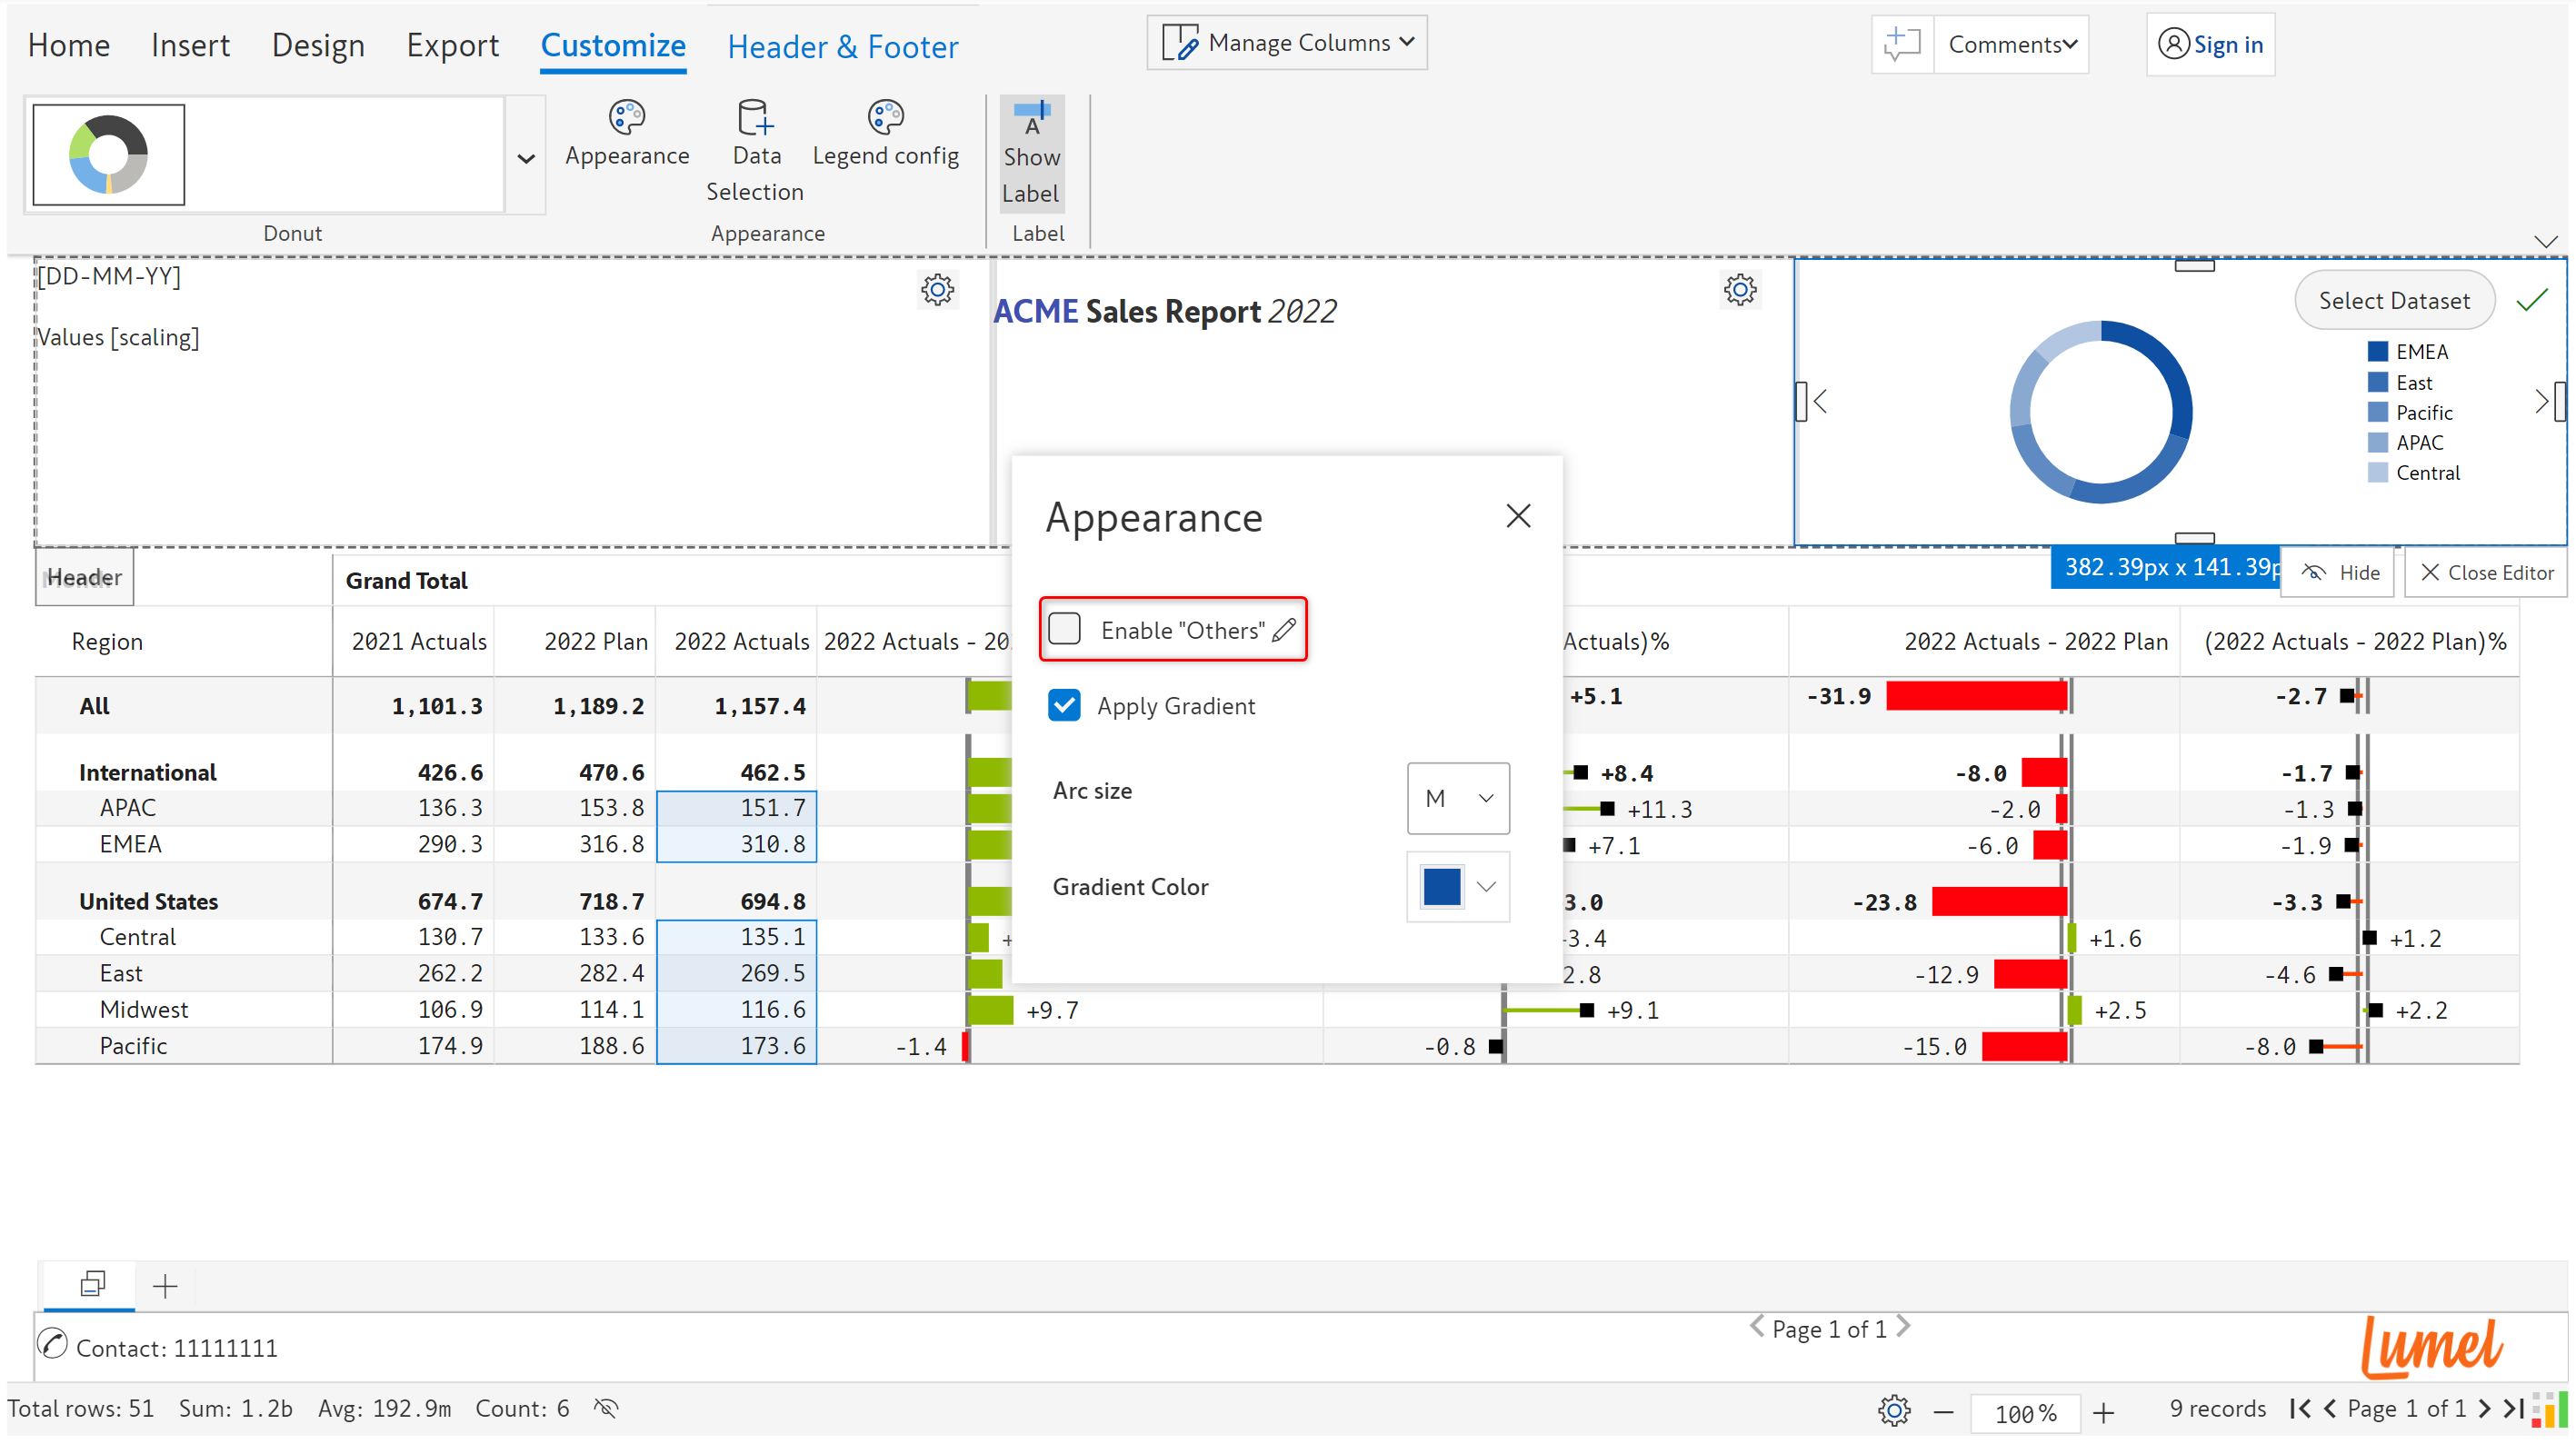 Home Insert Design Export Customize Header & Footer Manage Columns Comments Sign in
Appearance Data Selection Legend config Show Label
Donut Appearance Label
[DD-MM-YY]
Values [scaling]
ACME Sales Report 2022
Select Dataset
EMEA
East
Pacific
APAC
Central
382.39px x 141.39p
Hide
Close Editor
Appearance
Enable "Others"
Apply Gradient
Arc size M
Gradient Color
Header
Grand Total
Region 2021 Actuals 2022 Plan 2022 Actuals 2022 Actuals - 20 Actuals)% 2022 Actuals - 2022 Plan (2022 Actuals - 2022 Plan)%
All 1,101.3 1,189.2 1,157.4 +5.1 -31.9 -2.7
International 426.6 470.6 462.5 +8.4 -8.0 -1.7
APAC 136.3 153.8 151.7 +11.3 -2.0 -1.3
EMEA 290.3 316.8 310.8 +7.1 -6.0 -1.9
United States 674.7 718.7 694.8 3.0 -23.8 -3.3
Central 130.7 133.6 135.1 + 3.4 +1.6 +1.2
East 262.2 282.4 269.5 2.8 -12.9 -4.6
Midwest 106.9 114.1 116.6 +9.7 +9.1 +2.5 +2.2
Pacific 174.9 188.6 173.6 -1.4 -0.8 -15.0 -8.0
Contact: 11111111
Page 1 of 1
Lumel
Total rows: 51 Sum: 1.2b Avg: 192.9m Count: 6 100% 9 records Page 1 of 1